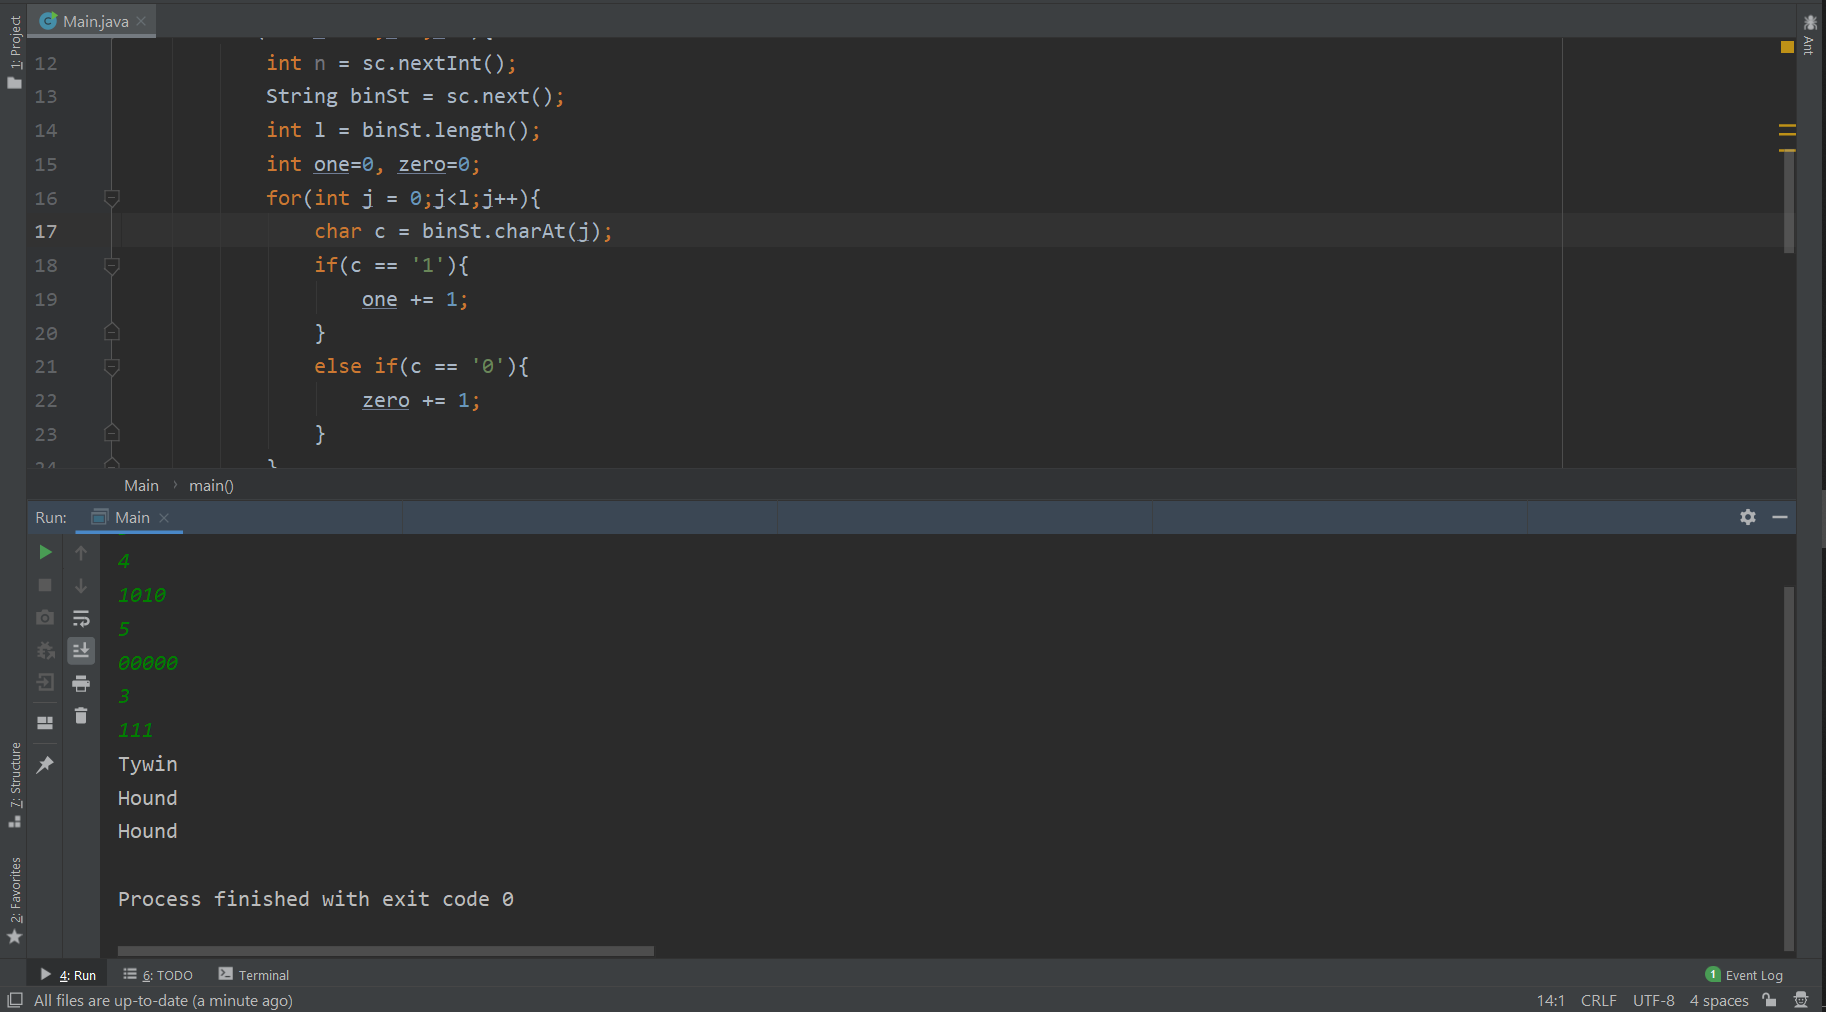 1: Project
Main.java
Ant
12 int n = sc.nextInt();
13 String binSt = sc.next();
14 int l = binSt.length();
15 int one=0, zero=0;
16 for(int j = 0;j<l;j++){
17 char c = binSt.charAt(j);
18 if(c == '1'){
19 one += 1;
20 }
21 else if(c == '0'){
22 zero += 1;
23 }
24 }
Main › main()
Run: Main
4
1010
5
00000
3
111
Tywin
Hound
Hound
Process finished with exit code 0
7: Structure
2: Favorites
4: Run 6: TODO Terminal 1 Event Log
All files are up-to-date (a minute ago) 14:1 CRLF UTF-8 4 spaces